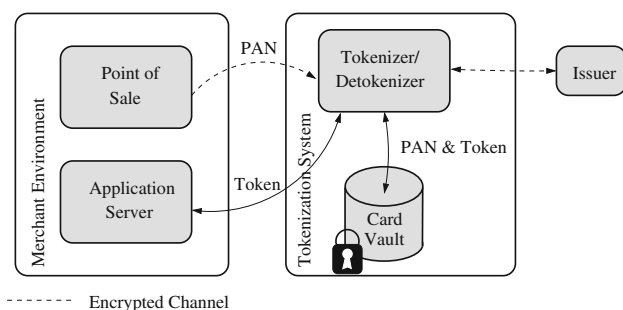 Merchant Environment
Point of
Sale
Application
Server
PAN
Token
Tokenization System
Tokenizer/
Detokenizer
PAN & Token
Card
Vault
Issuer
Encrypted Channel